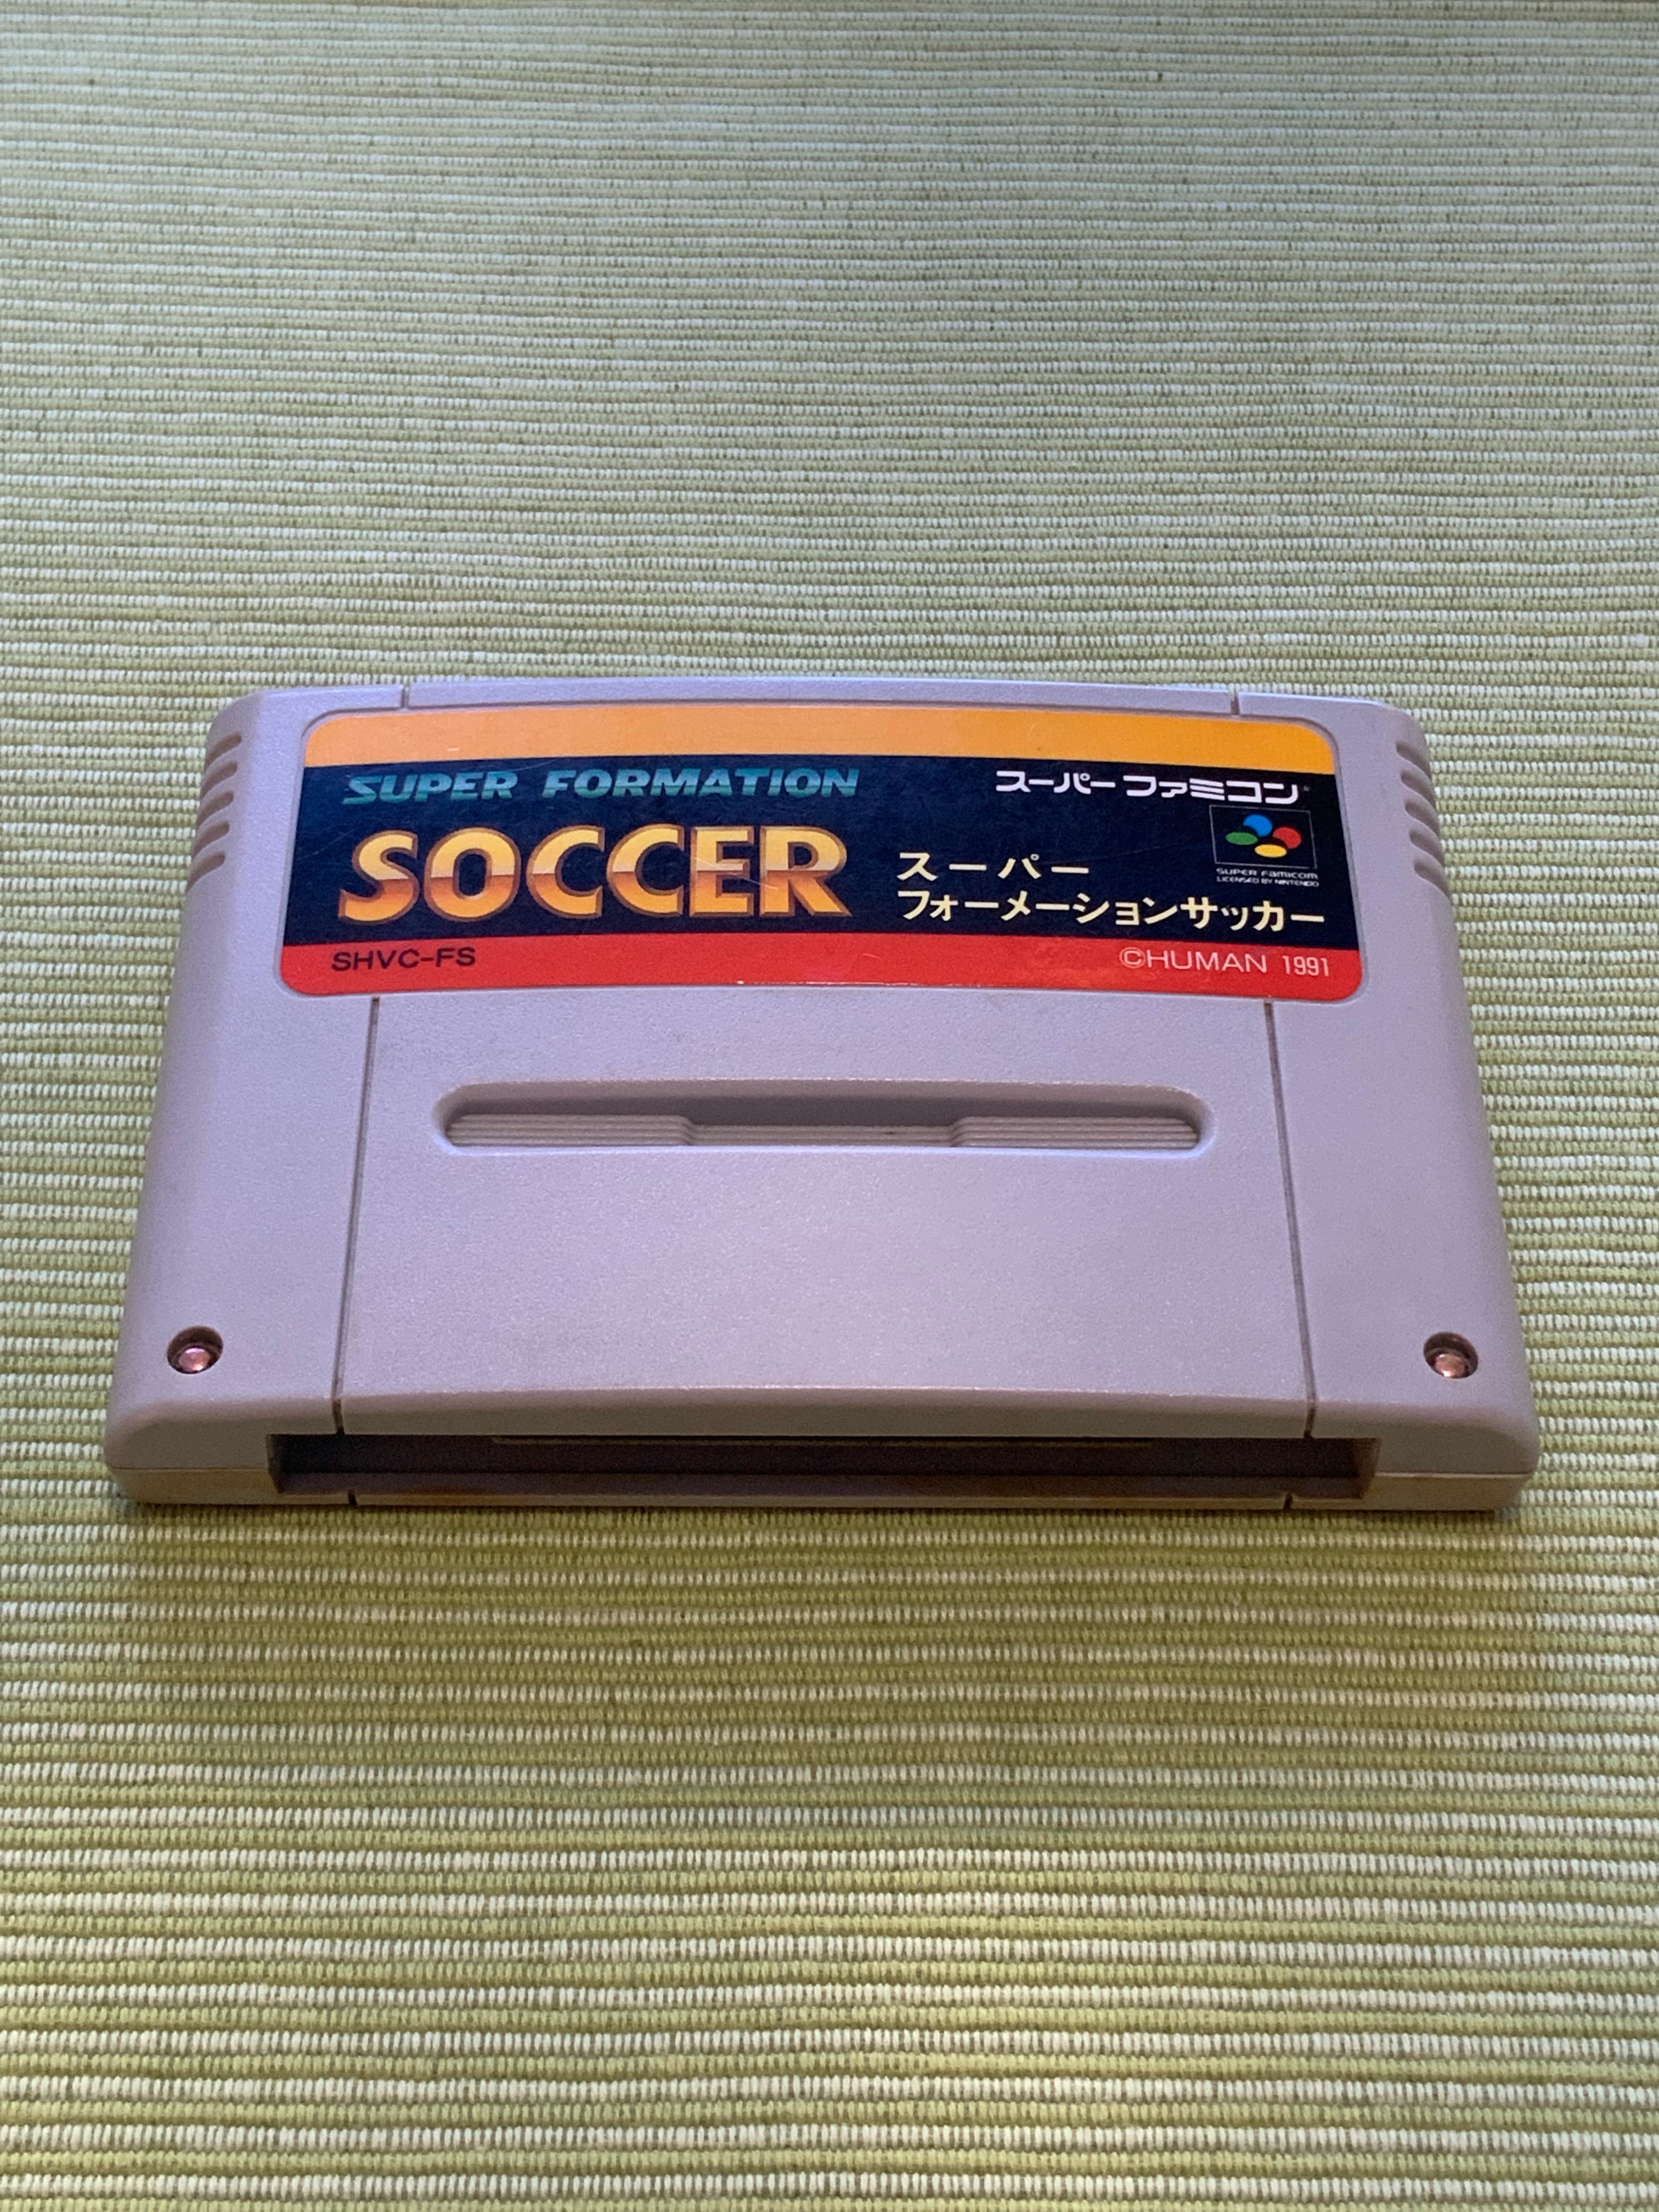 SUPER FORMATION
SOCCER
スーパーファミコン
SUPER FAMICOM
LICENSED BY NINTENDO
スーパー
フォーメーションサッカー
SHVC-FS
©HUMAN 1991